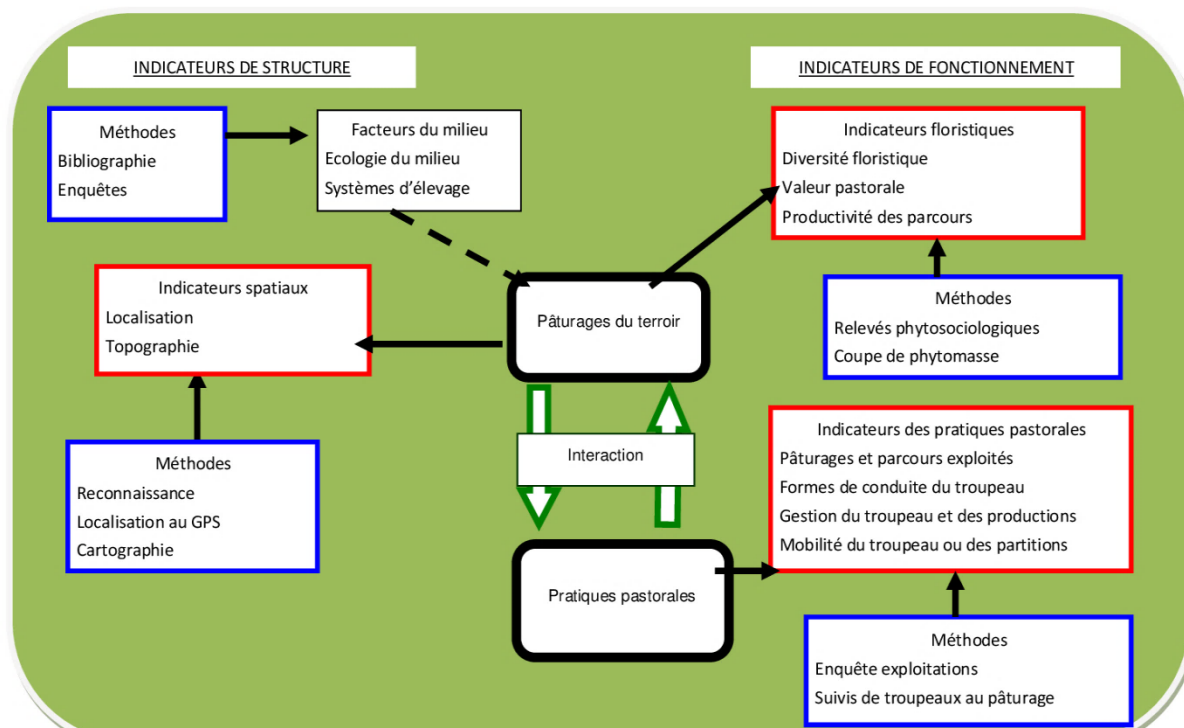 INDICATEURS DE STRUCTURE
INDICATEURS DE FONCTIONNEMENT
Méthodes
Bibliographie
Enquêtes
Facteurs du milieu
Ecologie du milieu
Systèmes d'élevage
Indicateurs floristiques
Diversité floristique
Valeur pastorale
Productivité des parcours
Indicateurs spatiaux
Localisation
Topographie
Pâturages du terroir
Méthodes
Relevés phytosociologiques
Coupe de phytomasse
Méthodes
Reconnaissance
Localisation au GPS
Cartographie
Interaction
Indicateurs des pratiques pastorales
Pâturages et parcours exploités
Formes de conduite du troupeau
Gestion du troupeau et des productions
Mobilité du troupeau ou des partitions
Pratiques pastorales
Méthodes
Enquête exploitations
Suivis de troupeaux au pâturage